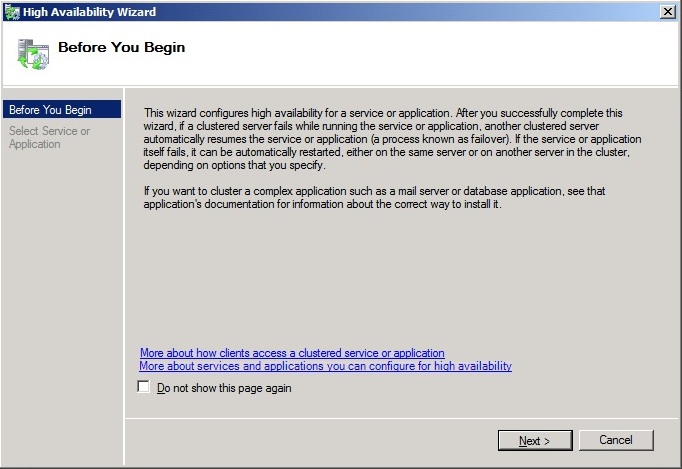 High Availability Wizard
Before You Begin
Before You Begin
Select Service or
Application
This wizard configures high availability for a service or application. After you successfully complete this
wizard, if a clustered server fails while running the service or application, another clustered server
automatically resumes the service or application (a process known as failover). If the service or application
itself fails, it can be automatically restarted, either on the same server or on another server in the cluster,
depending on options that you specify.
If you want to cluster a complex application such as a mail server or database application, see that
application's documentation for information about the correct way to install it.
More about how clients access a clustered service or application
More about services and applications you can configure for high availability
Do not show this page again
Next >
Cancel